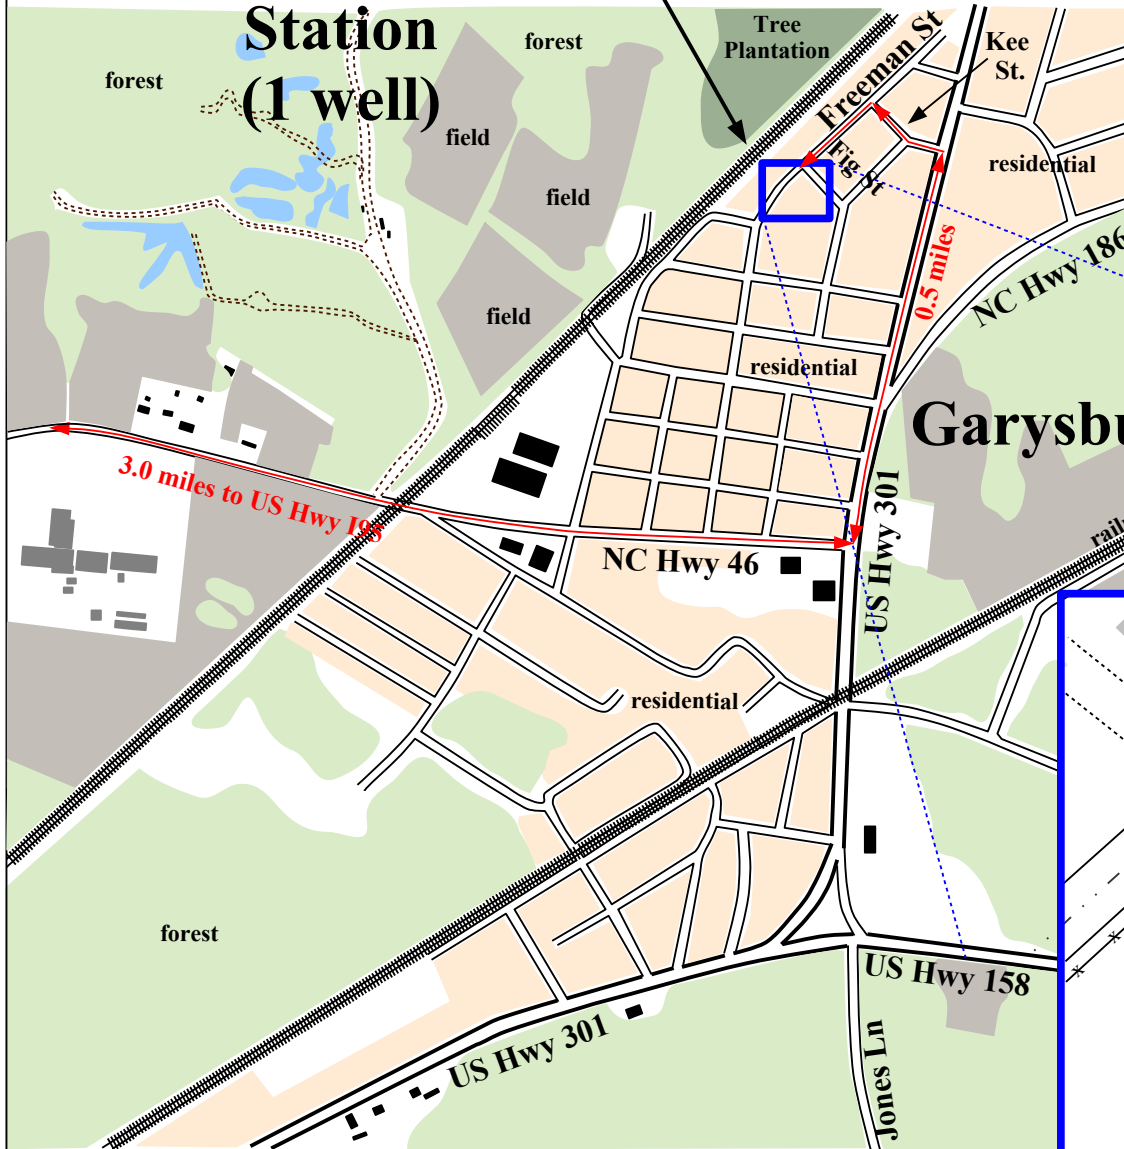 Station
(1 well)
forest
forest
Tree
Plantation
Freeman St
Kee
St.
field
Fig St
residential
field
NC Hwy 186
0.5 miles
field
residential
Garysbu
3.0 miles to US Hwy I95
US Hwy 301
NC Hwy 46
rail
residential
forest
US Hwy 158
US Hwy 301
Jones Ln